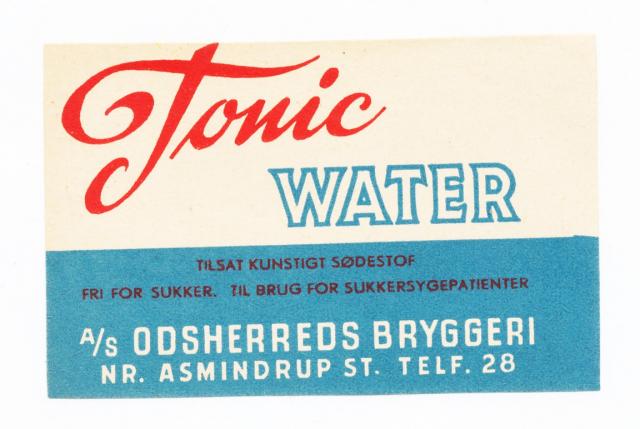 Tonic
WATER
TILSAT KUNSTIGT SØDESTOF
FRI FOR SUKKER. TIL BRUG FOR SUKKERSYGEPATIENTER
A/S ODSHERREDS BRYGGERI
NR. ASMINDRUP ST. TELF. 28